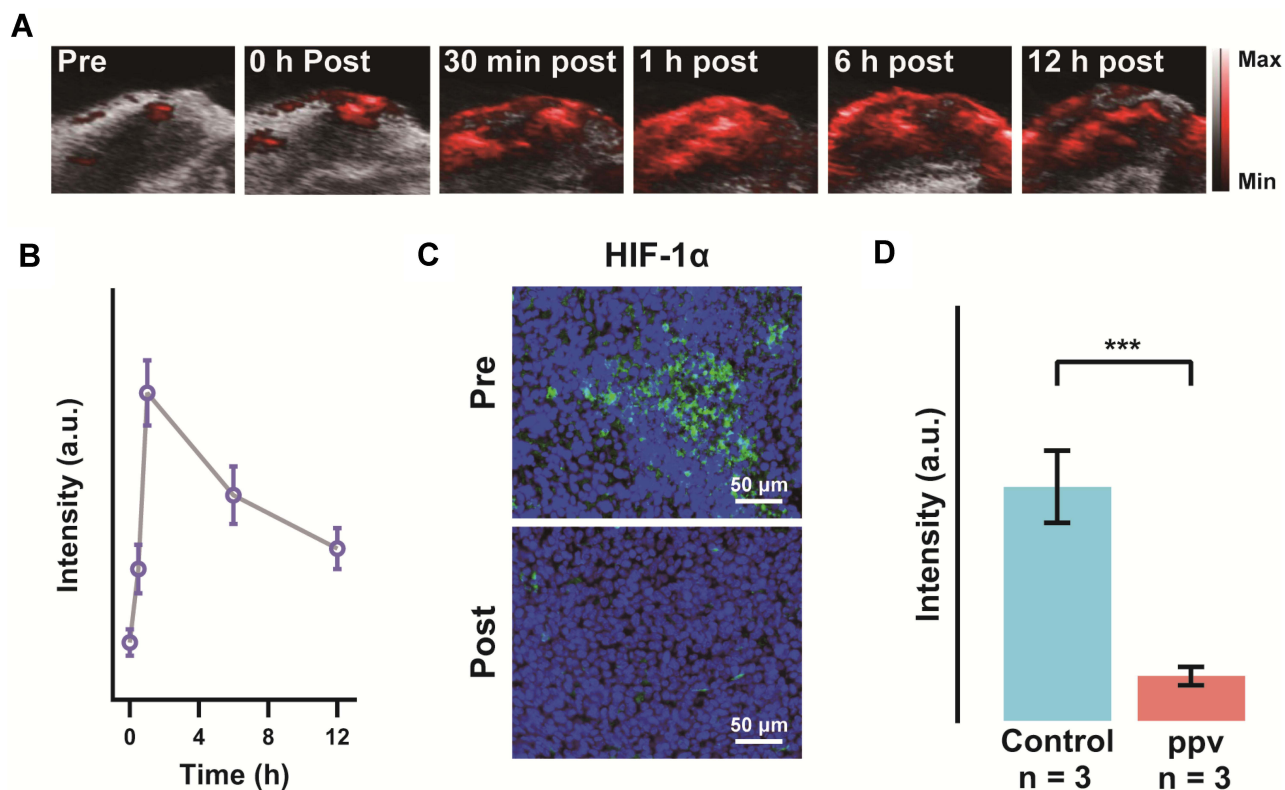 A
Pre
0 h Post
30 min post
1 h post
6 h post
12 h post
Max
Min
B
Intensity (a.u.)
0
4
8
12
Time (h)
C
HIF-1α
Pre
50 μm
Post
50 μm
D
Intensity (a.u.)
***
Control
n = 3
ppv
n = 3